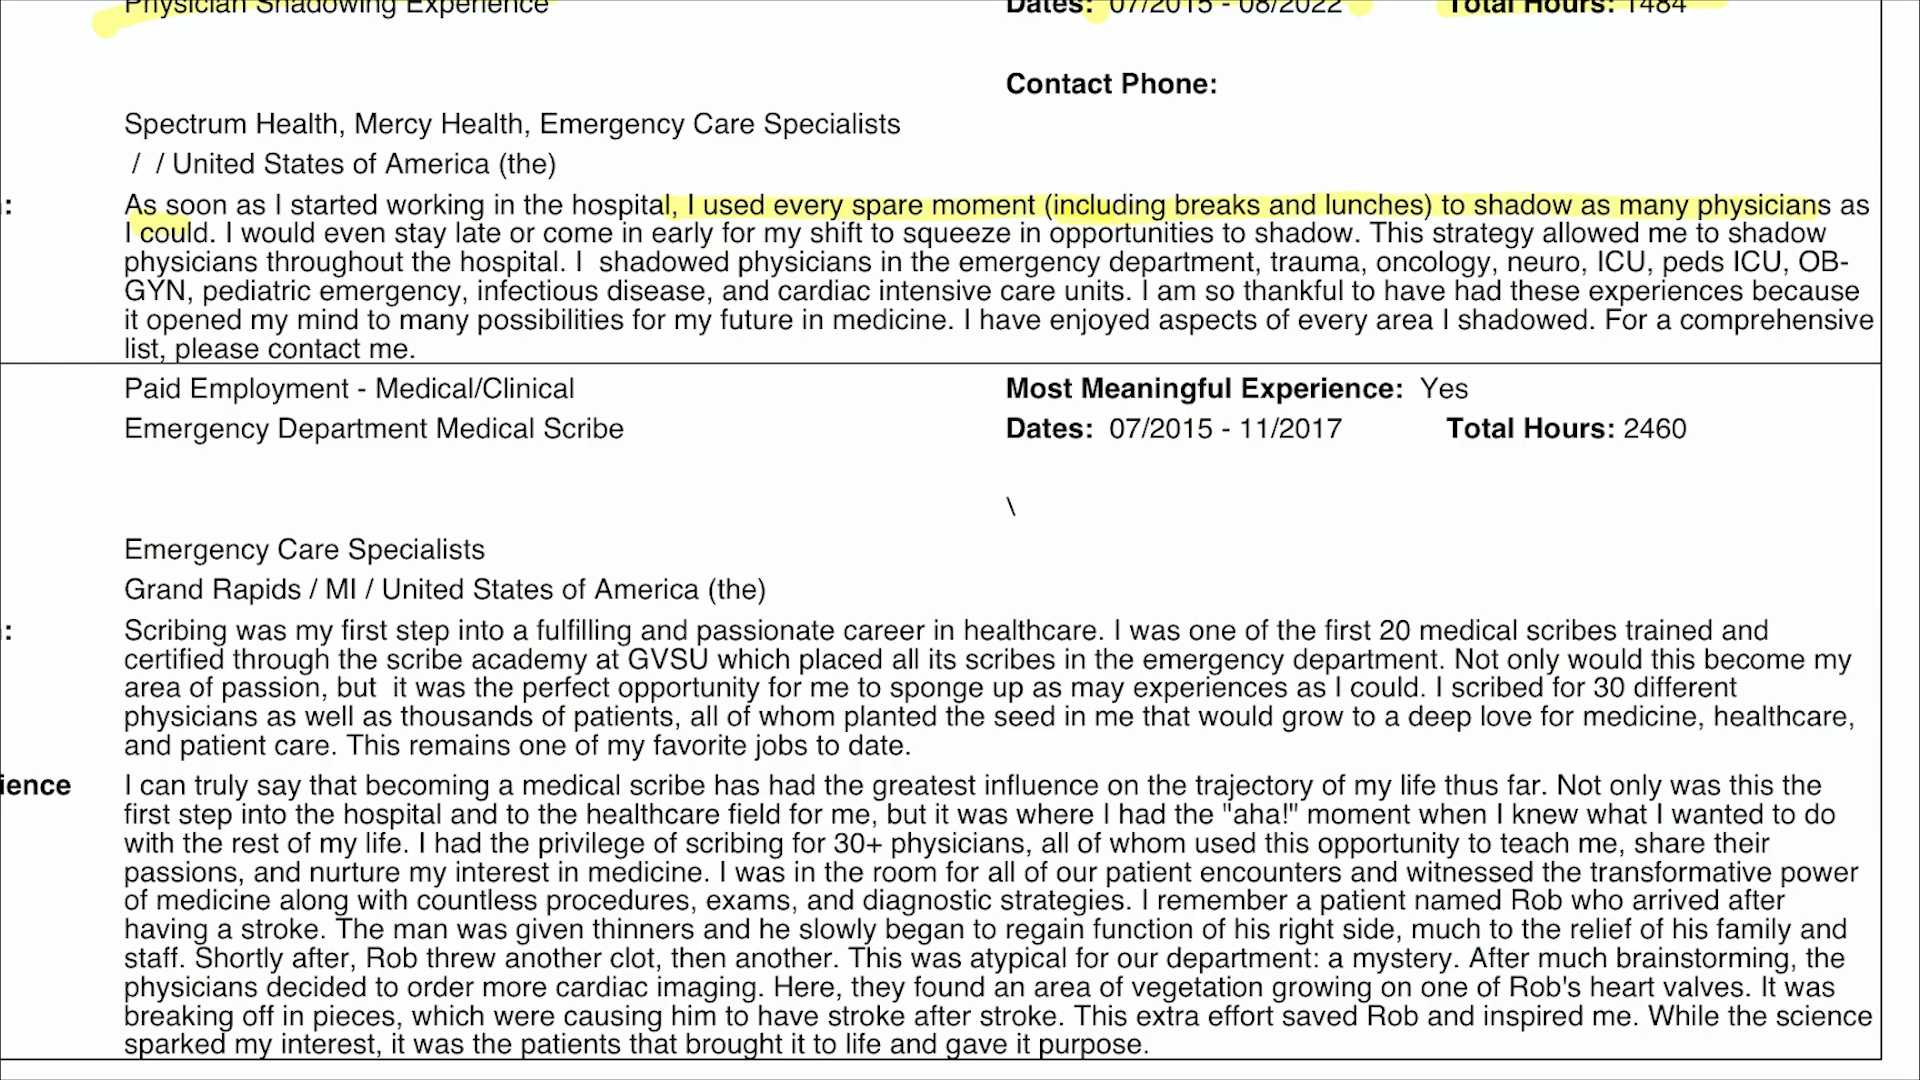 Physician Shadowing Experience Dates: 07/2015 - 08/2022 Total Hours: 1484
Contact Phone:
Spectrum Health, Mercy Health, Emergency Care Specialists
/ / United States of America (the)
: As soon as I started working in the hospital, I used every spare moment (including breaks and lunches) to shadow as many physicians as
I could. I would even stay late or come in early for my shift to squeeze in opportunities to shadow. This strategy allowed me to shadow
physicians throughout the hospital. I shadowed physicians in the emergency department, trauma, oncology, neuro, ICU, peds ICU, OB-
GYN, pediatric emergency, infectious disease, and cardiac intensive care units. I am so thankful to have had these experiences because
it opened my mind to many possibilities for my future in medicine. I have enjoyed aspects of every area I shadowed. For a comprehensive
list, please contact me.
Paid Employment - Medical/Clinical Most Meaningful Experience: Yes
Emergency Department Medical Scribe Dates: 07/2015 - 11/2017 Total Hours: 2460
\
Emergency Care Specialists
Grand Rapids / MI / United States of America (the)
: Scribing was my first step into a fulfilling and passionate career in healthcare. I was one of the first 20 medical scribes trained and
certified through the scribe academy at GVSU which placed all its scribes in the emergency department. Not only would this become my
area of passion, but it was the perfect opportunity for me to sponge up as may experiences as I could. I scribed for 30 different
physicians as well as thousands of patients, all of whom planted the seed in me that would grow to a deep love for medicine, healthcare,
and patient care. This remains one of my favorite jobs to date.
ience I can truly say that becoming a medical scribe has had the greatest influence on the trajectory of my life thus far. Not only was this the
first step into the hospital and to the healthcare field for me, but it was where I had the "aha!" moment when I knew what I wanted to do
with the rest of my life. I had the privilege of scribing for 30+ physicians, all of whom used this opportunity to teach me, share their
passions, and nurture my interest in medicine. I was in the room for all of our patient encounters and witnessed the transformative power
of medicine along with countless procedures, exams, and diagnostic strategies. I remember a patient named Rob who arrived after
having a stroke. The man was given thinners and he slowly began to regain function of his right side, much to the relief of his family and
staff. Shortly after, Rob threw another clot, then another. This was atypical for our department: a mystery. After much brainstorming, the
physicians decided to order more cardiac imaging. Here, they found an area of vegetation growing on one of Rob's heart valves. It was
breaking off in pieces, which were causing him to have stroke after stroke. This extra effort saved Rob and inspired me. While the science
sparked my interest, it was the patients that brought it to life and gave it purpose.